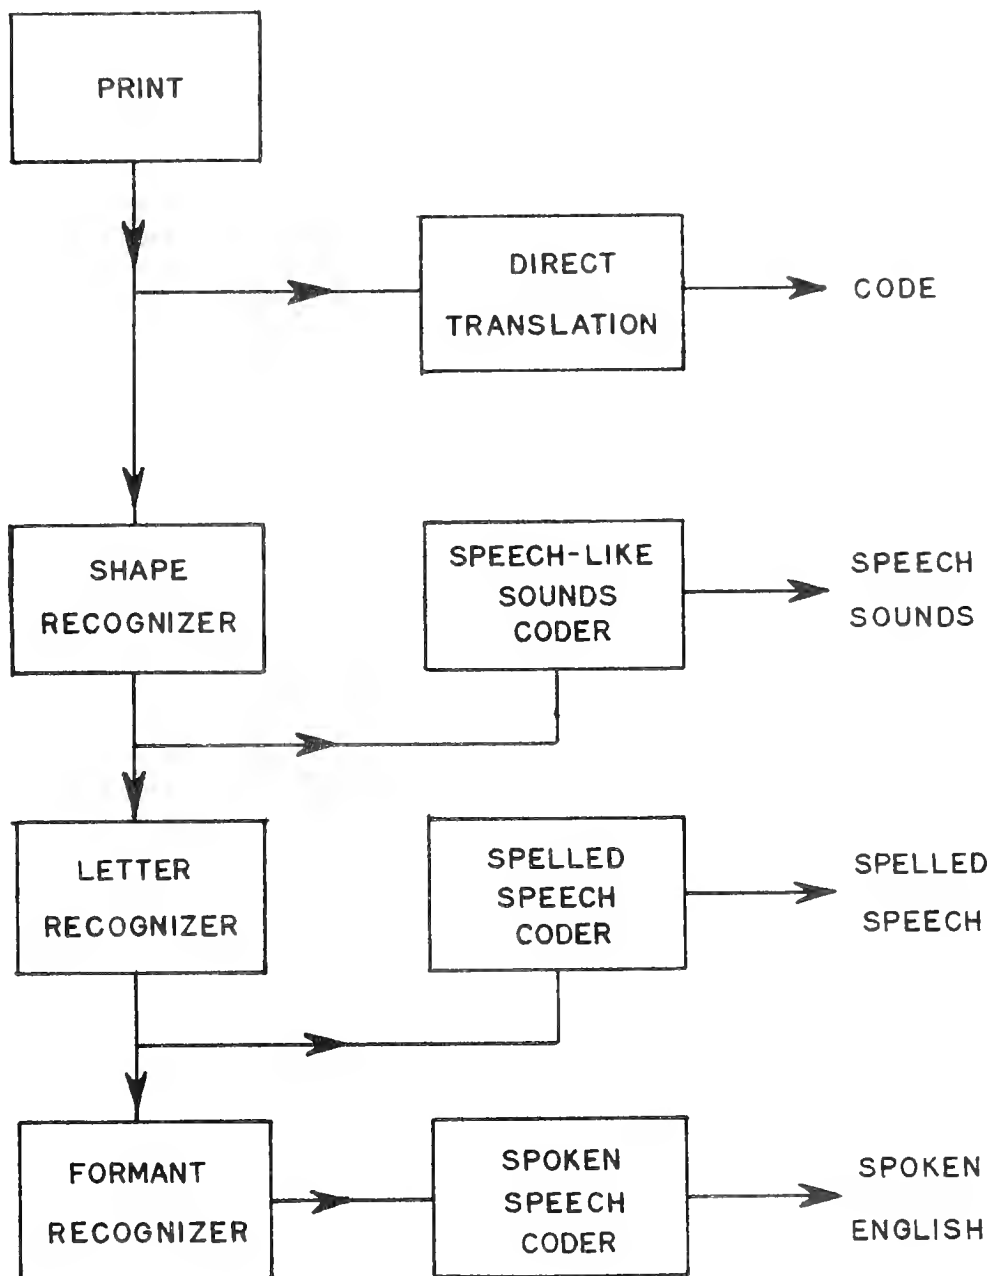 PRINT
DIRECT
TRANSLATION
CODE
SHAPE
RECOGNIZER
SPEECH-LIKE
SOUNDS
CODER
SPEECH
SOUNDS
LETTER
RECOGNIZER
SPELLED
SPEECH
CODER
SPELLED
SPEECH
FORMANT
RECOGNIZER
SPOKEN
SPEECH
CODER
SPOKEN
ENGLISH